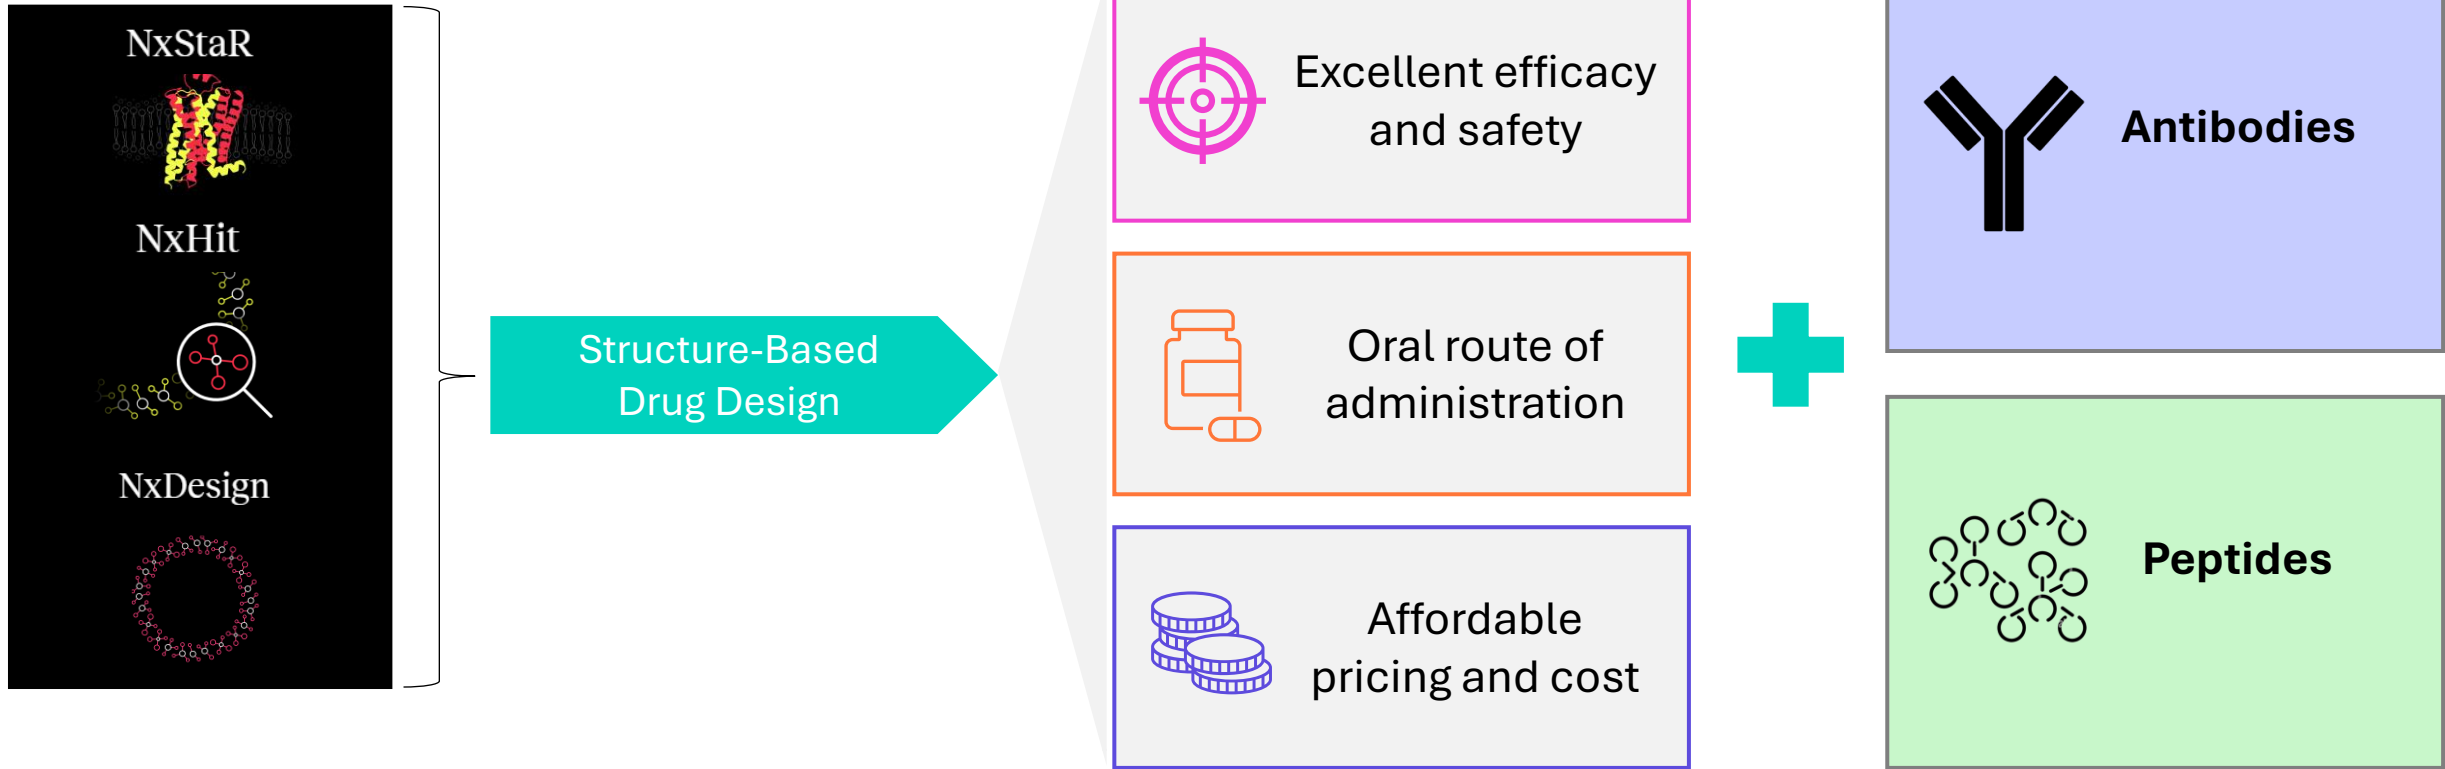 NxStaR
NxHit
NxDesign
Structure-Based
Drug Design
Excellent efficacy
and safety
Oral route of
administration
Affordable
pricing and cost
Antibodies
Peptides